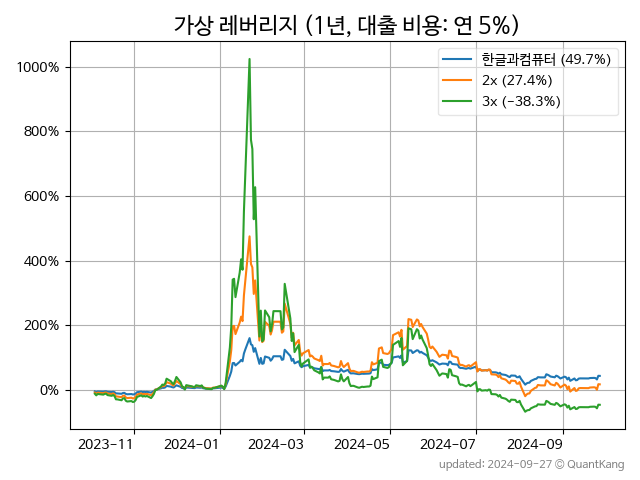 가상 레버리지 (1년, 대출 비용: 연 5%)
한글과컴퓨터 (49.7%)
2x (27.4%)
3x (−38.3%)
1000%
800%
600%
400%
200%
0%
2023-11 2024-01 2024-03 2024-05 2024-07 2024-09
updated: 2024-09-27 © QuantKang